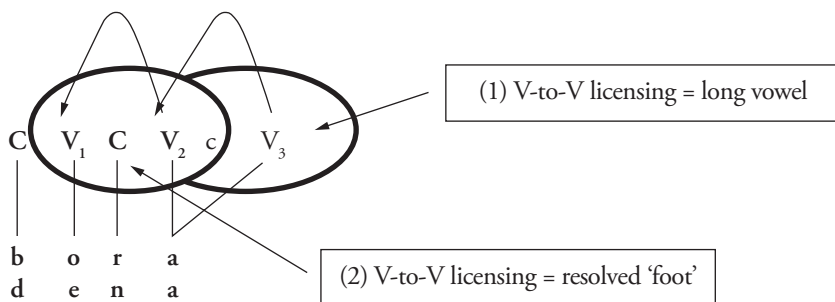 (1) V-to-V licensing = long vowel
C V₁ C V₂ c V₃
b o r a
d e n a
(2) V-to-V licensing = resolved ‘foot’